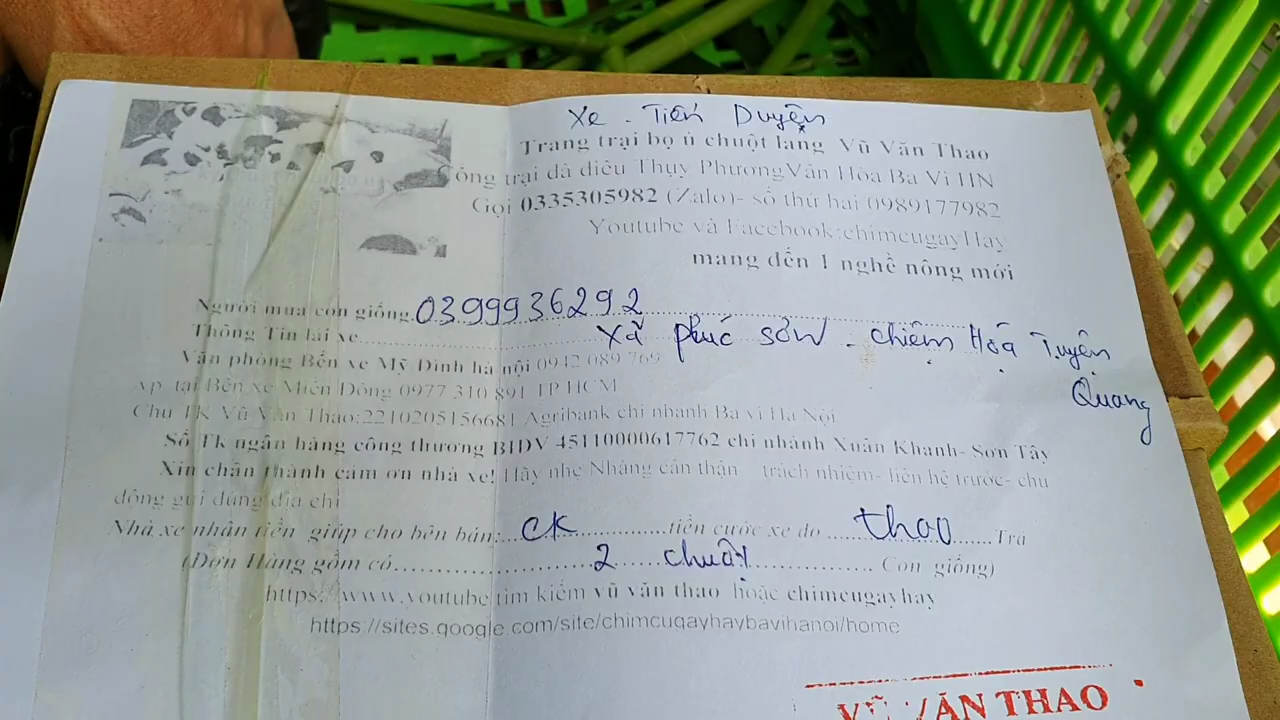 Xe - Tiến Duyện
Trang trại bọ ú chuột lang Vũ Văn Thao
Cổng trại đà điểu Thụy PhươngVân Hòa Ba Vì HN
Gọi 0335305982 (Zalo)- số thứ hai 0989177982
Youtube và Facebook:chimcugayHay
mang đến 1 nghề nông mới
Người mua con giống.0399936292
Thông Tin lái xe xã phúc sơn - chiêm Hóa Tuyên
Quang
Văn phòng Bến xe Mỹ Đình hà nội 0942 089 769
vp. tại Bến Xe Miền Đông 0977 310 891 TP HCM
Chủ TK Vũ Văn Thao:2210205156681 Agribank chi nhánh Ba vì Hà Nội
Số Tk ngân hàng công thương BIDV 45110000617762 chi nhánh Xuân Khanh- Sơn Tây
Xin chân thành cảm ơn nhà xe! Hãy nhẹ Nhàng cẩn thận - trách nhiệm- liên hệ trước- chủ
động gửi đúng địa chỉ
Nhà xe nhận tiền giúp cho bên bán:...CK............tiền cước xe do ...thao......Trả
(Đơn Hàng gồm có........................2......chuột................ Con giống)
https://www.youtube tìm kiếm vũ văn thao hoặc chimcugayhay
https://sites.google.com/site/chimcugayhaybavihanoi/home
VŨ VĂN THAO